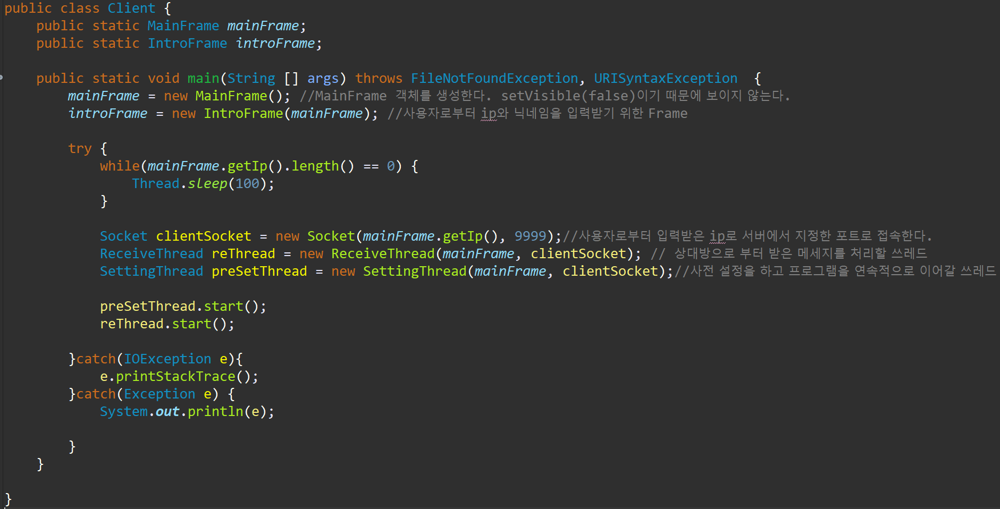 public class Client {
public static MainFrame mainFrame;
public static IntroFrame introFrame;
public static void main(String [] args) throws FileNotFoundException, URISyntaxException  {
mainFrame = new MainFrame(); //MainFrame 객체를 생성한다. setVisible(false)이기 때문에 보이지 않는다.
introFrame = new IntroFrame(mainFrame); //사용자로부터 ip와 닉네임을 입력받기 위한 Frame
try {
while(mainFrame.getIp().length() == 0) {
Thread.sleep(100);
}
Socket clientSocket = new Socket(mainFrame.getIp(), 9999);//사용자로부터 입력받은 ip로 서버에서 지정한 포트로 접속한다.
ReceiveThread reThread = new ReceiveThread(mainFrame, clientSocket); // 상대방으로 부터 받은 메세지를 처리할 쓰레드
SettingThread preSetThread = new SettingThread(mainFrame, clientSocket);//사전 설정을 하고 프로그램을 연속적으로 이어갈 쓰레드
preSetThread.start();
reThread.start();
}catch(IOException e){
e.printStackTrace();
}catch(Exception e) {
System.out.println(e);
}
}
}